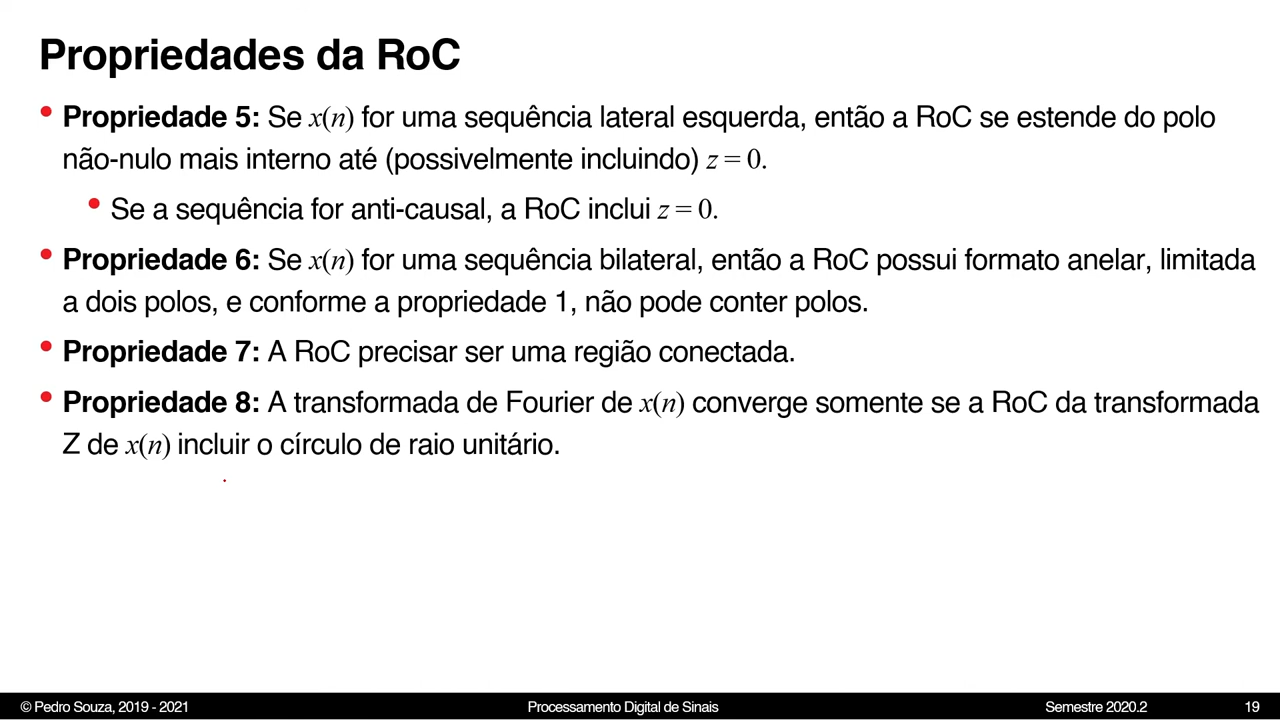 Propriedades da RoC
• Propriedade 5: Se x(n) for uma sequência lateral esquerda, então a RoC se estende do polo
não-nulo mais interno até (possivelmente incluindo) z = 0.
• Se a sequência for anti-causal, a RoC inclui z = 0.
• Propriedade 6: Se x(n) for uma sequência bilateral, então a RoC possui formato anelar, limitada
a dois polos, e conforme a propriedade 1, não pode conter polos.
• Propriedade 7: A RoC precisar ser uma região conectada.
• Propriedade 8: A transformada de Fourier de x(n) converge somente se a RoC da transformada
Z de x(n) incluir o círculo de raio unitário.
© Pedro Souza, 2019 - 2021 Processamento Digital de Sinais Semestre 2020.2 19